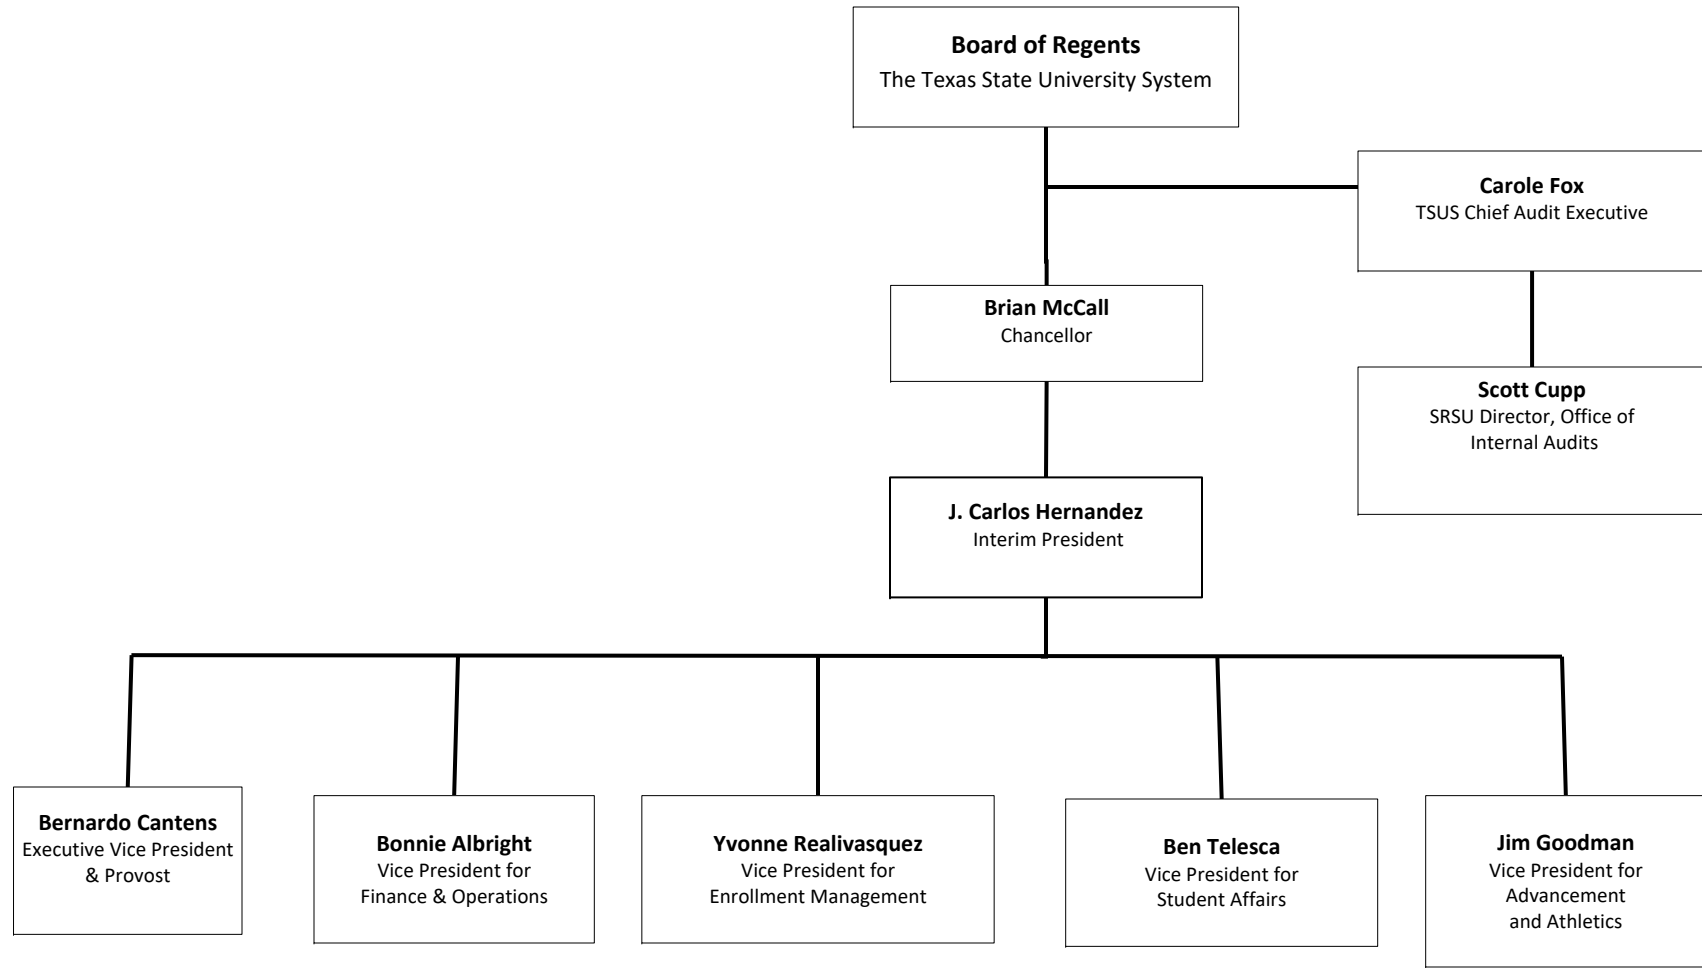 Board of Regents
The Texas State University System
Carole Fox
TSUS Chief Audit Executive
Brian McCall
Chancellor
Scott Cupp
SRSU Director, Office of
Internal Audits
J. Carlos Hernandez
Interim President
Bernardo Cantens
Executive Vice President
& Provost
Bonnie Albright
Vice President for
Finance & Operations
Yvonne Realivasquez
Vice President for
Enrollment Management
Ben Telesca
Vice President for
Student Affairs
Jim Goodman
Vice President for
Advancement
and Athletics